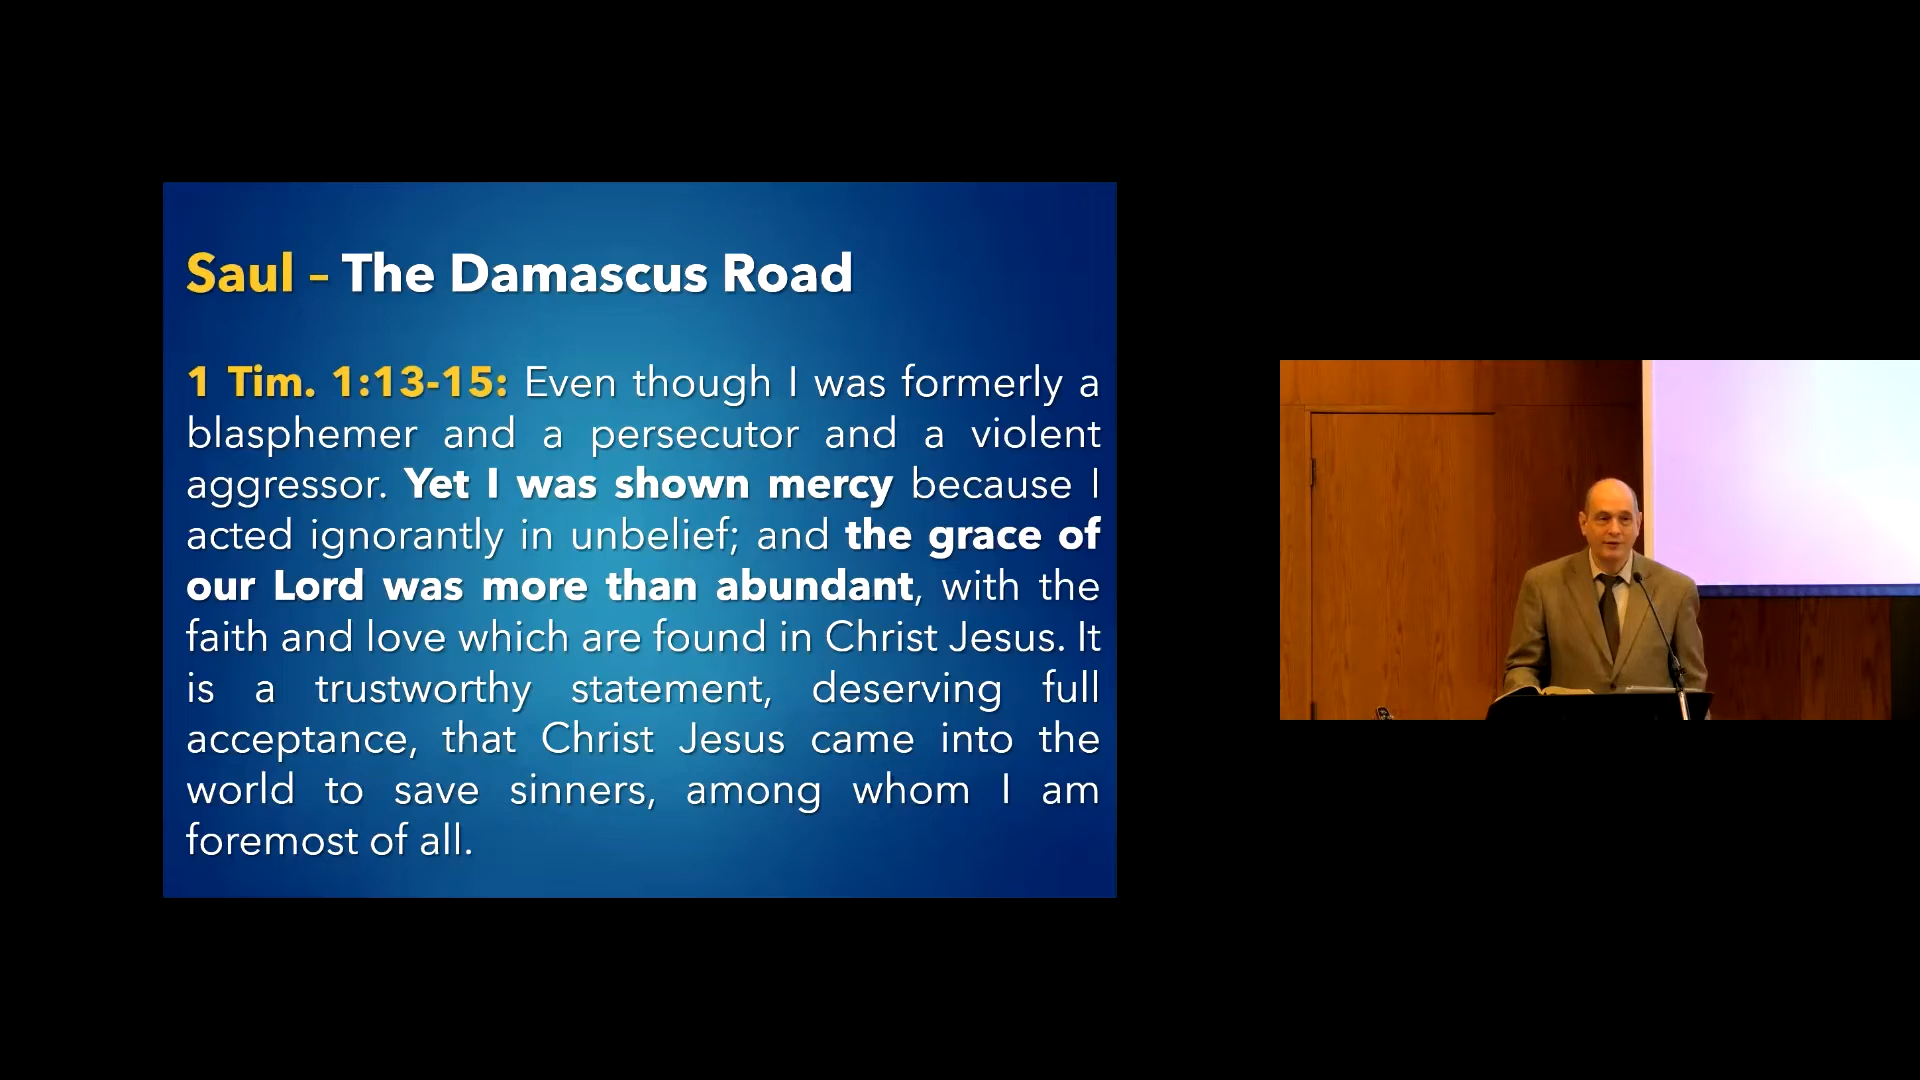 Saul – The Damascus Road
1 Tim. 1:13-15: Even though I was formerly a
blasphemer and a persecutor and a violent
aggressor. Yet I was shown mercy because I
acted ignorantly in unbelief; and the grace of
our Lord was more than abundant, with the
faith and love which are found in Christ Jesus. It
is a trustworthy statement, deserving full
acceptance, that Christ Jesus came into the
world to save sinners, among whom I am
foremost of all.